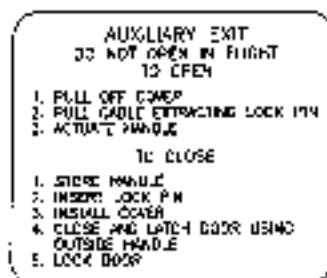 AUXILIARY EXIT
DO NOT OPEN IN FLIGHT
TO OPEN
1. PULL OFF COVER
2. PULL CABLE EXTRACTING LOCK PIN
3. ACTUATE HANDLE
TO CLOSE
1. STORE HANDLE
2. INSERT LOCK PIN
3. INSTALL COVER
4. CLOSE AND LATCH DOOR USING
OUTSIDE HANDLE
5. LOCK DOOR